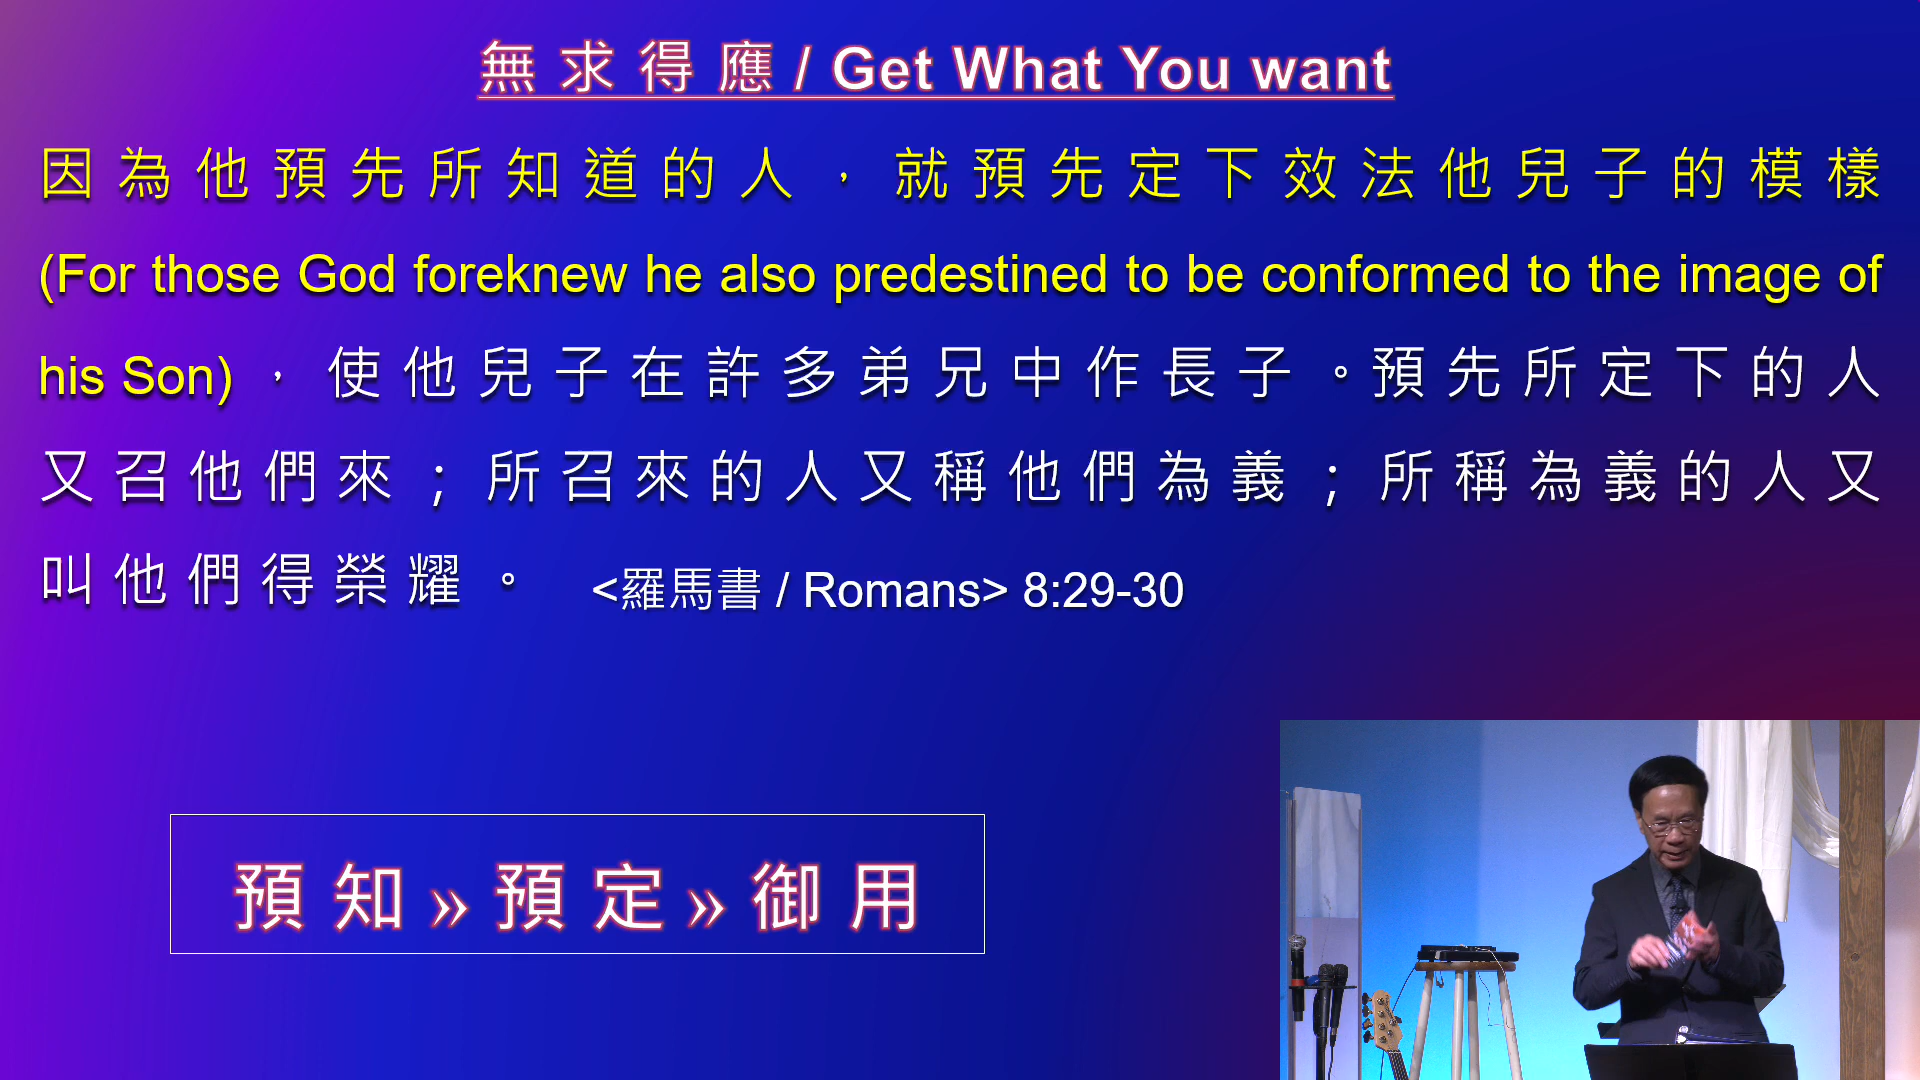 無求得應 / Get What You want
因為他預先所知道的人，就預先定下效法他兒子的模樣
(For those God foreknew he also predestined to be conformed to the image of
his Son)，使他兒子在許多弟兄中作長子。預先所定下的人
又召他們來；所召來的人又稱他們為義；所稱為義的人又
叫他們得榮耀。 <羅馬書 / Romans> 8:29-30
預知»預定»御用